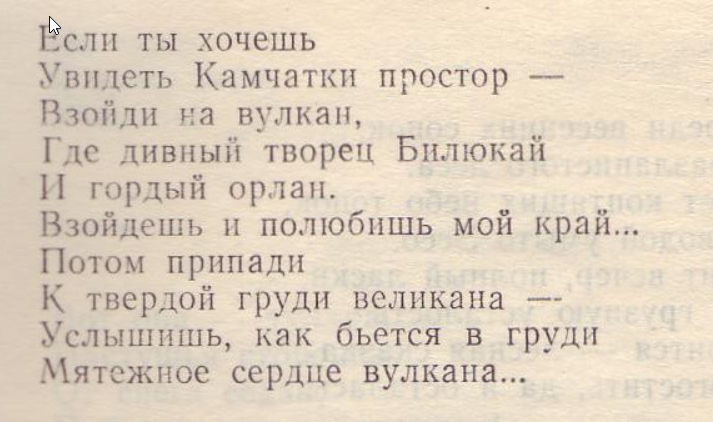 Если ты хочешь
Увидеть Камчатки простор —
Взойди на вулкан,
Где дивный творец Билюкай
И гордый орлан.
Взойдешь и полюбишь мой край...
Потом припади
К твердой груди великана —
Услышишь, как бьется в груди
Мятежное сердце вулкана...